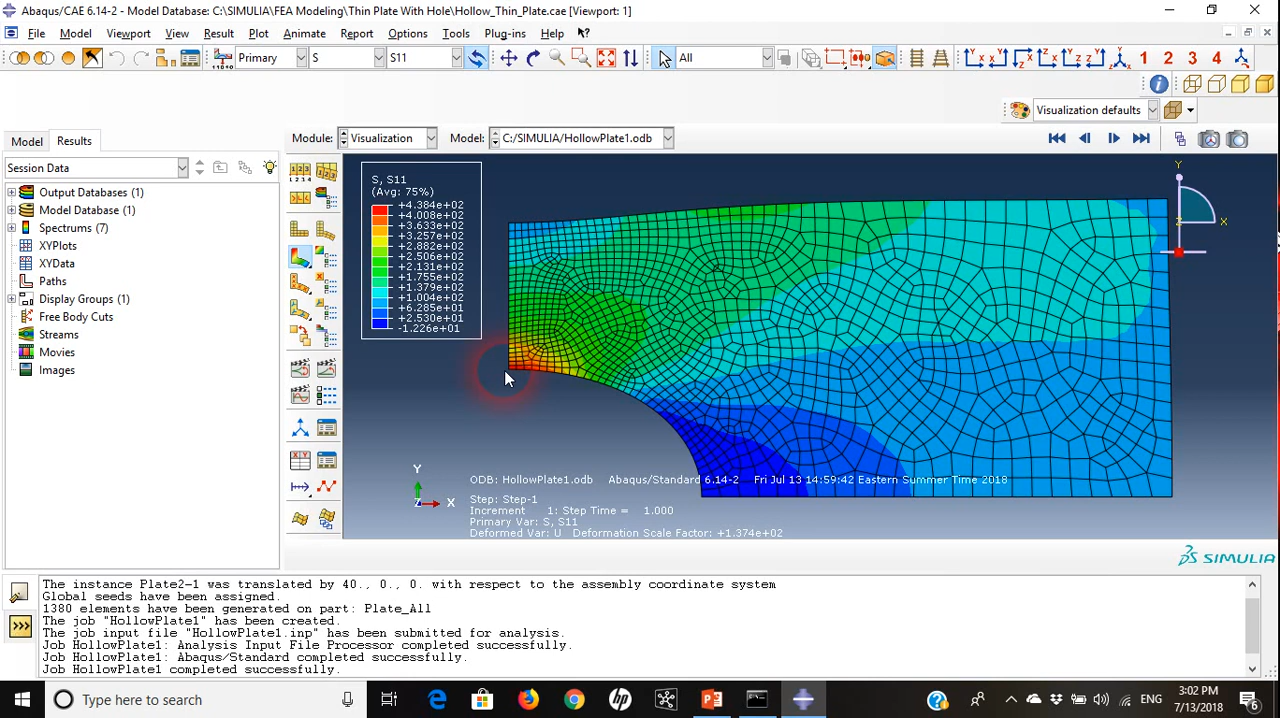 Abaqus/CAE 6.14-2 - Model Database: C:\SIMULIA\FEA Modeling\Thin Plate With Hole\Hollow_Thin_Plate.cae [Viewport: 1]
File Model Viewport View Result Plot Animate Report Options Tools Plug-ins Help
Primary S S11 All 1 2 3 4
Visualization defaults
Model Results Module: Visualization Model: C:/SIMULIA/HollowPlate1.odb
Session Data
Output Databases (1)
Model Database (1)
Spectrums (7)
XYPlots
XYData
Paths
Display Groups (1)
Free Body Cuts
Streams
Movies
Images
S, S11
(Avg: 75%)
+4.384e+02
+4.008e+02
+3.633e+02
+3.257e+02
+2.882e+02
+2.506e+02
+2.131e+02
+1.755e+02
+1.379e+02
+1.004e+02
+6.285e+01
+2.530e+01
-1.226e+01
Y
X
Y
Z X
ODB: HollowPlate1.odb Abaqus/Standard 6.14-2 Fri Jul 13 14:59:42 Eastern Summer Time 2018
Step: Step-1
Increment 1: Step Time = 1.000
Primary Var: S, S11
Deformed Var: U Deformation Scale Factor: +1.374e+02
SIMULIA
The instance Plate2-1 was translated by 40., 0., 0. with respect to the assembly coordinate system
Global seeds have been assigned.
1380 elements have been generated on part: Plate_All
The job "HollowPlate1" has been created.
The job input file "HollowPlate1.inp" has been submitted for analysis.
Job HollowPlate1: Analysis Input File Processor completed successfully.
Job HollowPlate1: Abaqus/Standard completed successfully.
Job HollowPlate1 completed successfully.
Type here to search
ENG
3:02 PM
7/13/2018
6